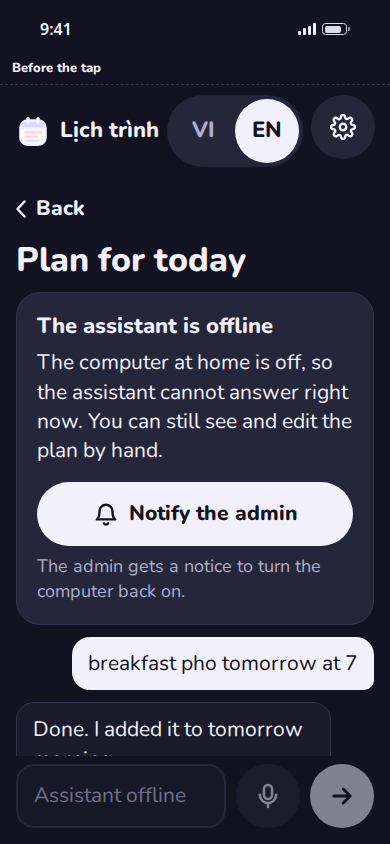 9:41
Before the tap
Lịch trình
VI
EN
Back
Plan for today
The assistant is offline
The computer at home is off, so
the assistant cannot answer right
now. You can still see and edit the
plan by hand.
Notify the admin
The admin gets a notice to turn the
computer back on.
breakfast pho tomorrow at 7
Done. I added it to tomorrow
Assistant offline